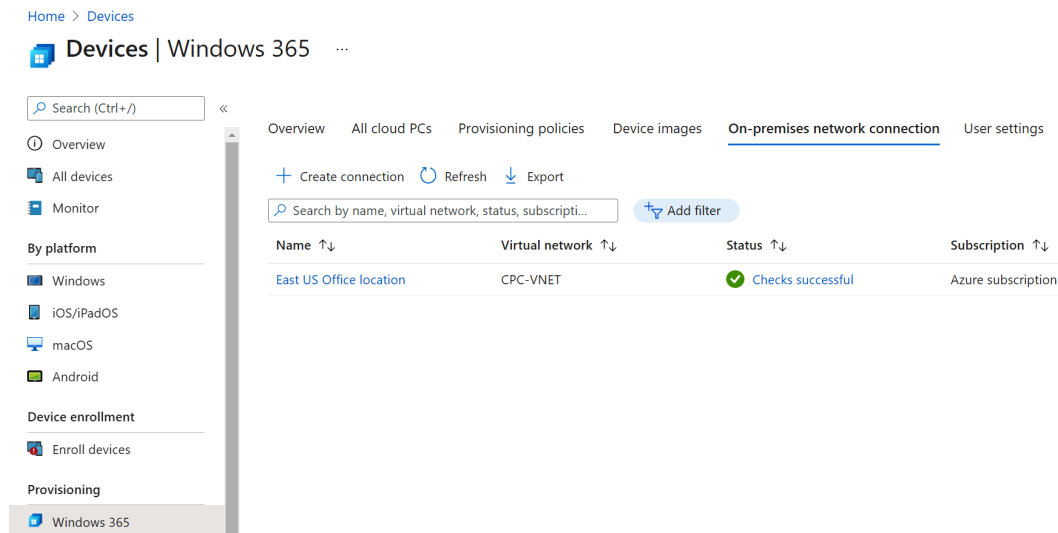 Home > Devices
Devices | Windows 365 ...
Search (Ctrl+/)
«
Overview
All devices
Monitor
By platform
Windows
iOS/iPadOS
macOS
Android
Device enrollment
Enroll devices
Provisioning
Windows 365
Overview All cloud PCs Provisioning policies Device images On-premises network connection User settings
Create connection Refresh Export
Search by name, virtual network, status, subscripti... Add filter
Name ↑↓ Virtual network ↑↓ Status ↑↓ Subscription ↑↓
East US Office location CPC-VNET Checks successful Azure subscription